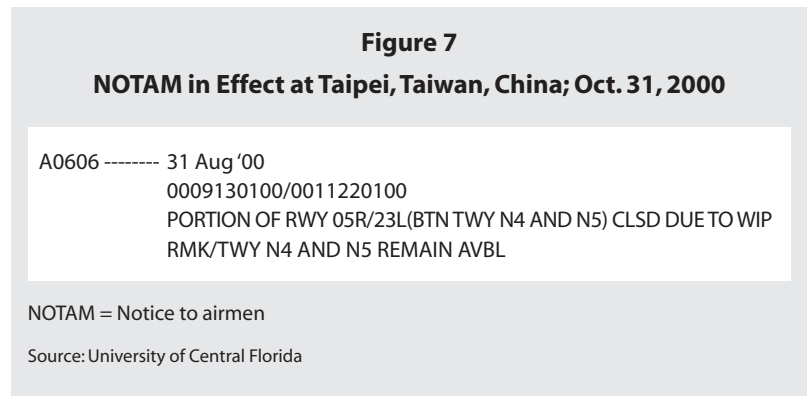 Figure 7
NOTAM in Effect at Taipei, Taiwan, China; Oct. 31, 2000
A0606 -------- 31 Aug ‘00
0009130100/0011220100
PORTION OF RWY 05R/23L(BTN TWY N4 AND N5) CLSD DUE TO WIP
RMK/TWY N4 AND N5 REMAIN AVBL
NOTAM = Notice to airmen
Source: University of Central Florida